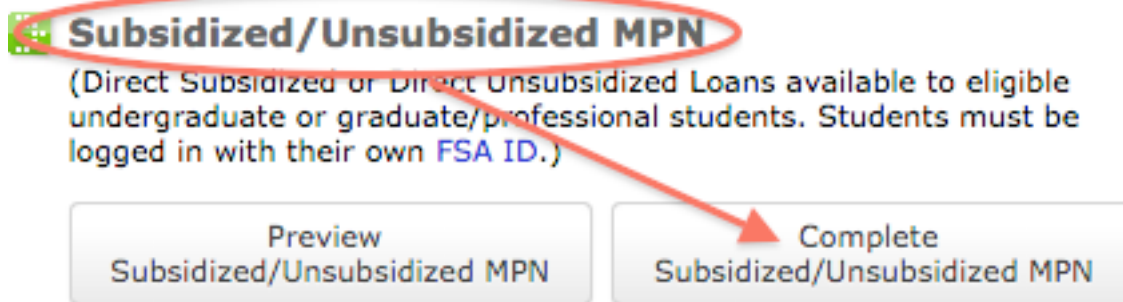 Subsidized/Unsubsidized MPN
(Direct Subsidized or Direct Unsubsidized Loans available to eligible
undergraduate or graduate/professional students. Students must be
logged in with their own FSA ID.)
Preview
Subsidized/Unsubsidized MPN
Complete
Subsidized/Unsubsidized MPN